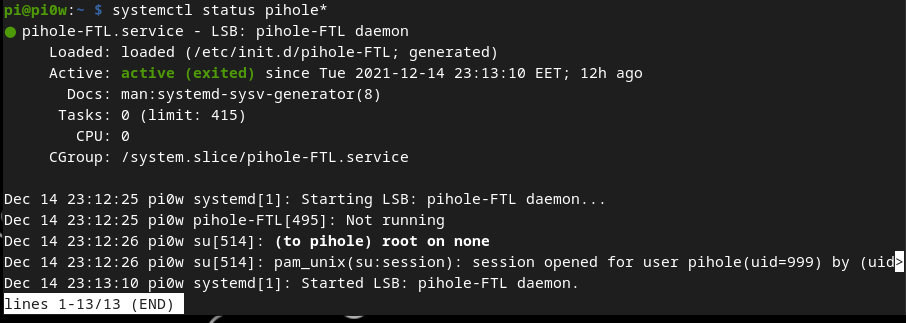 pi@pi0w:~ $ systemctl status pihole*
● pihole-FTL.service - LSB: pihole-FTL daemon
     Loaded: loaded (/etc/init.d/pihole-FTL; generated)
     Active: active (exited) since Tue 2021-12-14 23:13:10 EET; 12h ago
       Docs: man:systemd-sysv-generator(8)
      Tasks: 0 (limit: 415)
        CPU: 0
     CGroup: /system.slice/pihole-FTL.service

Dec 14 23:12:25 pi0w systemd[1]: Starting LSB: pihole-FTL daemon...
Dec 14 23:12:25 pi0w pihole-FTL[495]: Not running
Dec 14 23:12:26 pi0w su[514]: (to pihole) root on none
Dec 14 23:12:26 pi0w su[514]: pam_unix(su:session): session opened for user pihole(uid=999) by (uid>
Dec 14 23:13:10 pi0w systemd[1]: Started LSB: pihole-FTL daemon.
lines 1-13/13 (END)